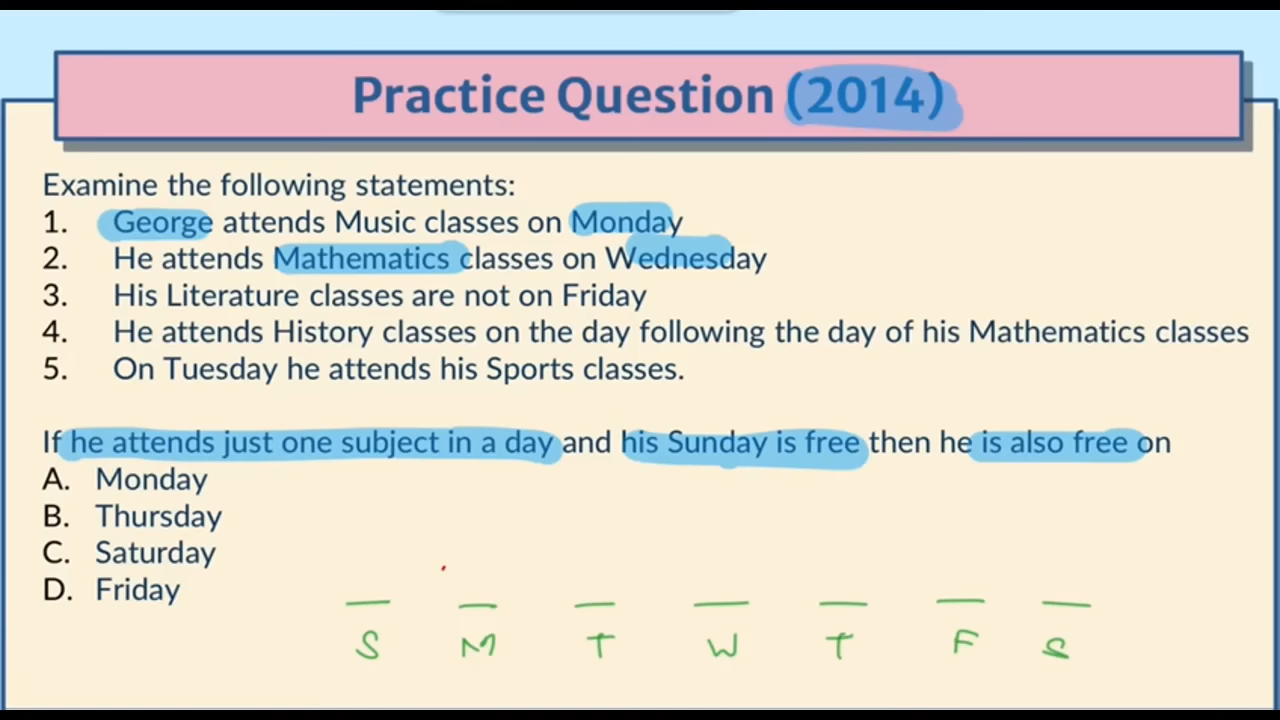 Practice Question (2014)
Examine the following statements:
1. George attends Music classes on Monday
2. He attends Mathematics classes on Wednesday
3. His Literature classes are not on Friday
4. He attends History classes on the day following the day of his Mathematics classes
5. On Tuesday he attends his Sports classes.
If he attends just one subject in a day and his Sunday is free then he is also free on
A. Monday
B. Thursday
C. Saturday
D. Friday
S M T W T F S